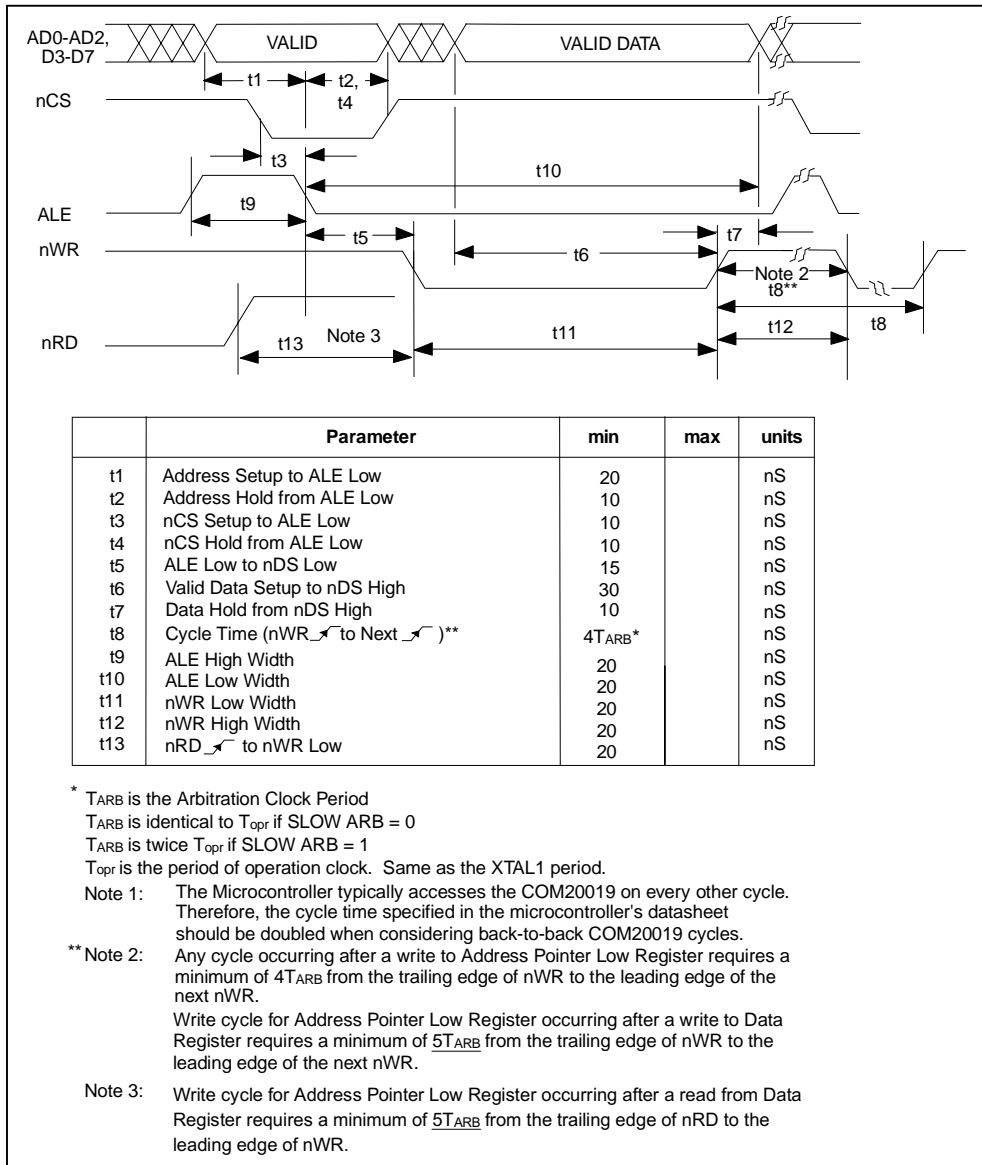 AD0-AD2,
D3-D7
VALID
VALID DATA
t1
t2,
t4
nCS
t3
t10
t9
ALE
t5
t7
nWR
t6
Note 2
t8**
t8
nRD
t13
Note 3
t11
t12
Parameter min max units
t1 Address Setup to ALE Low 20 nS
t2 Address Hold from ALE Low 10 nS
t3 nCS Setup to ALE Low 10 nS
t4 nCS Hold from ALE Low 10 nS
t5 ALE Low to nDS Low 15 nS
t6 Valid Data Setup to nDS High 30 nS
t7 Data Hold from nDS High 10 nS
t8 Cycle Time (nWR to Next )** 4TARB* nS
t9 ALE High Width 20 nS
t10 ALE Low Width 20 nS
t11 nWR Low Width 20 nS
t12 nWR High Width 20 nS
t13 nRD to nWR Low 20 nS
* TARB is the Arbitration Clock Period
TARB is identical to Topr if SLOW ARB = 0
TARB is twice Topr if SLOW ARB = 1
Topr is the period of operation clock. Same as the XTAL1 period.
Note 1: The Microcontroller typically accesses the COM20019 on every other cycle.
Therefore, the cycle time specified in the microcontroller's datasheet
should be doubled when considering back-to-back COM20019 cycles.
** Note 2: Any cycle occurring after a write to Address Pointer Low Register requires a
minimum of 4TARB from the trailing edge of nWR to the leading edge of the
next nWR.
Write cycle for Address Pointer Low Register occurring after a write to Data
Register requires a minimum of 5TARB from the trailing edge of nWR to the
leading edge of the next nWR.
Note 3: Write cycle for Address Pointer Low Register occurring after a read from Data
Register requires a minimum of 5TARB from the trailing edge of nRD to the
leading edge of nWR.